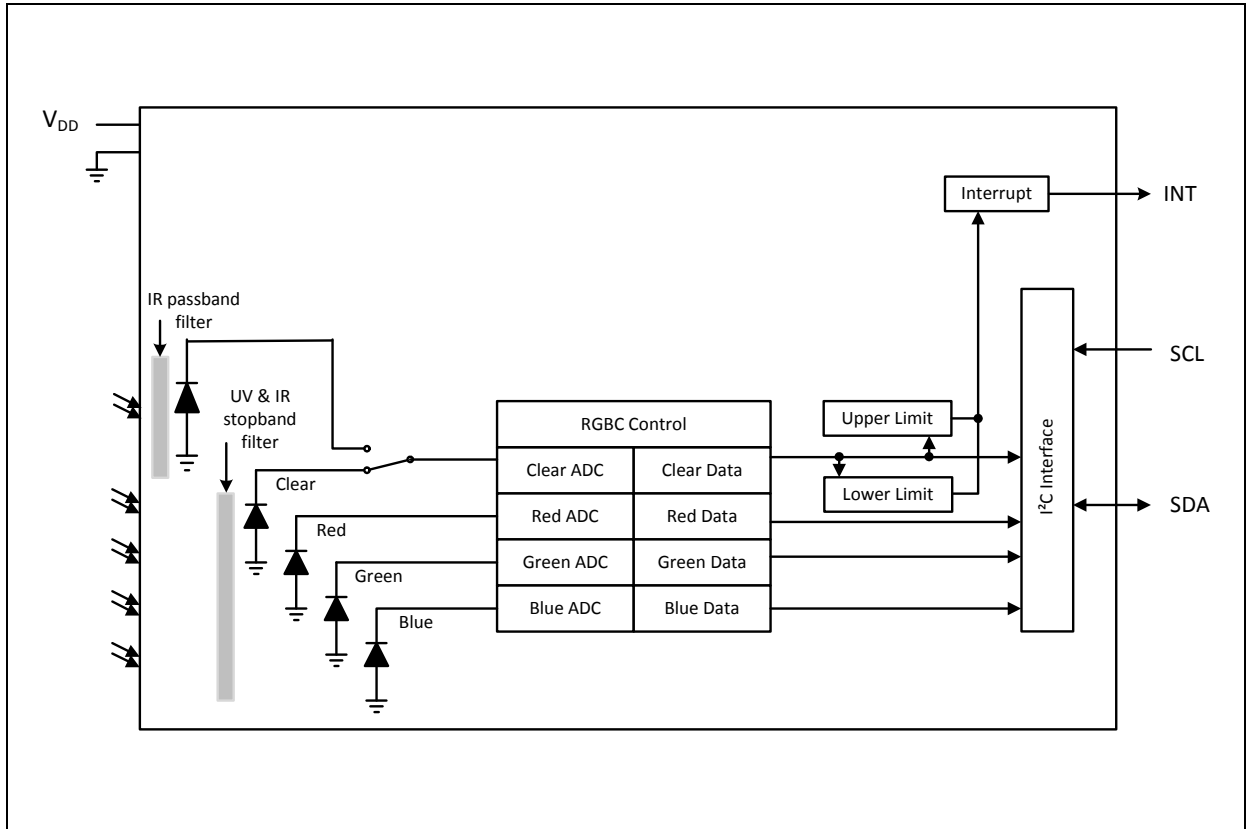 V_DD
Interrupt
INT
IR passband
filter
UV & IR
stopband
filter
SCL
RGBC Control
Upper Limit
Clear ADC
Clear Data
Lower Limit
Clear
Red ADC
Red Data
Red
I²C Interface
SDA
Green ADC
Green Data
Green
Blue ADC
Blue Data
Blue